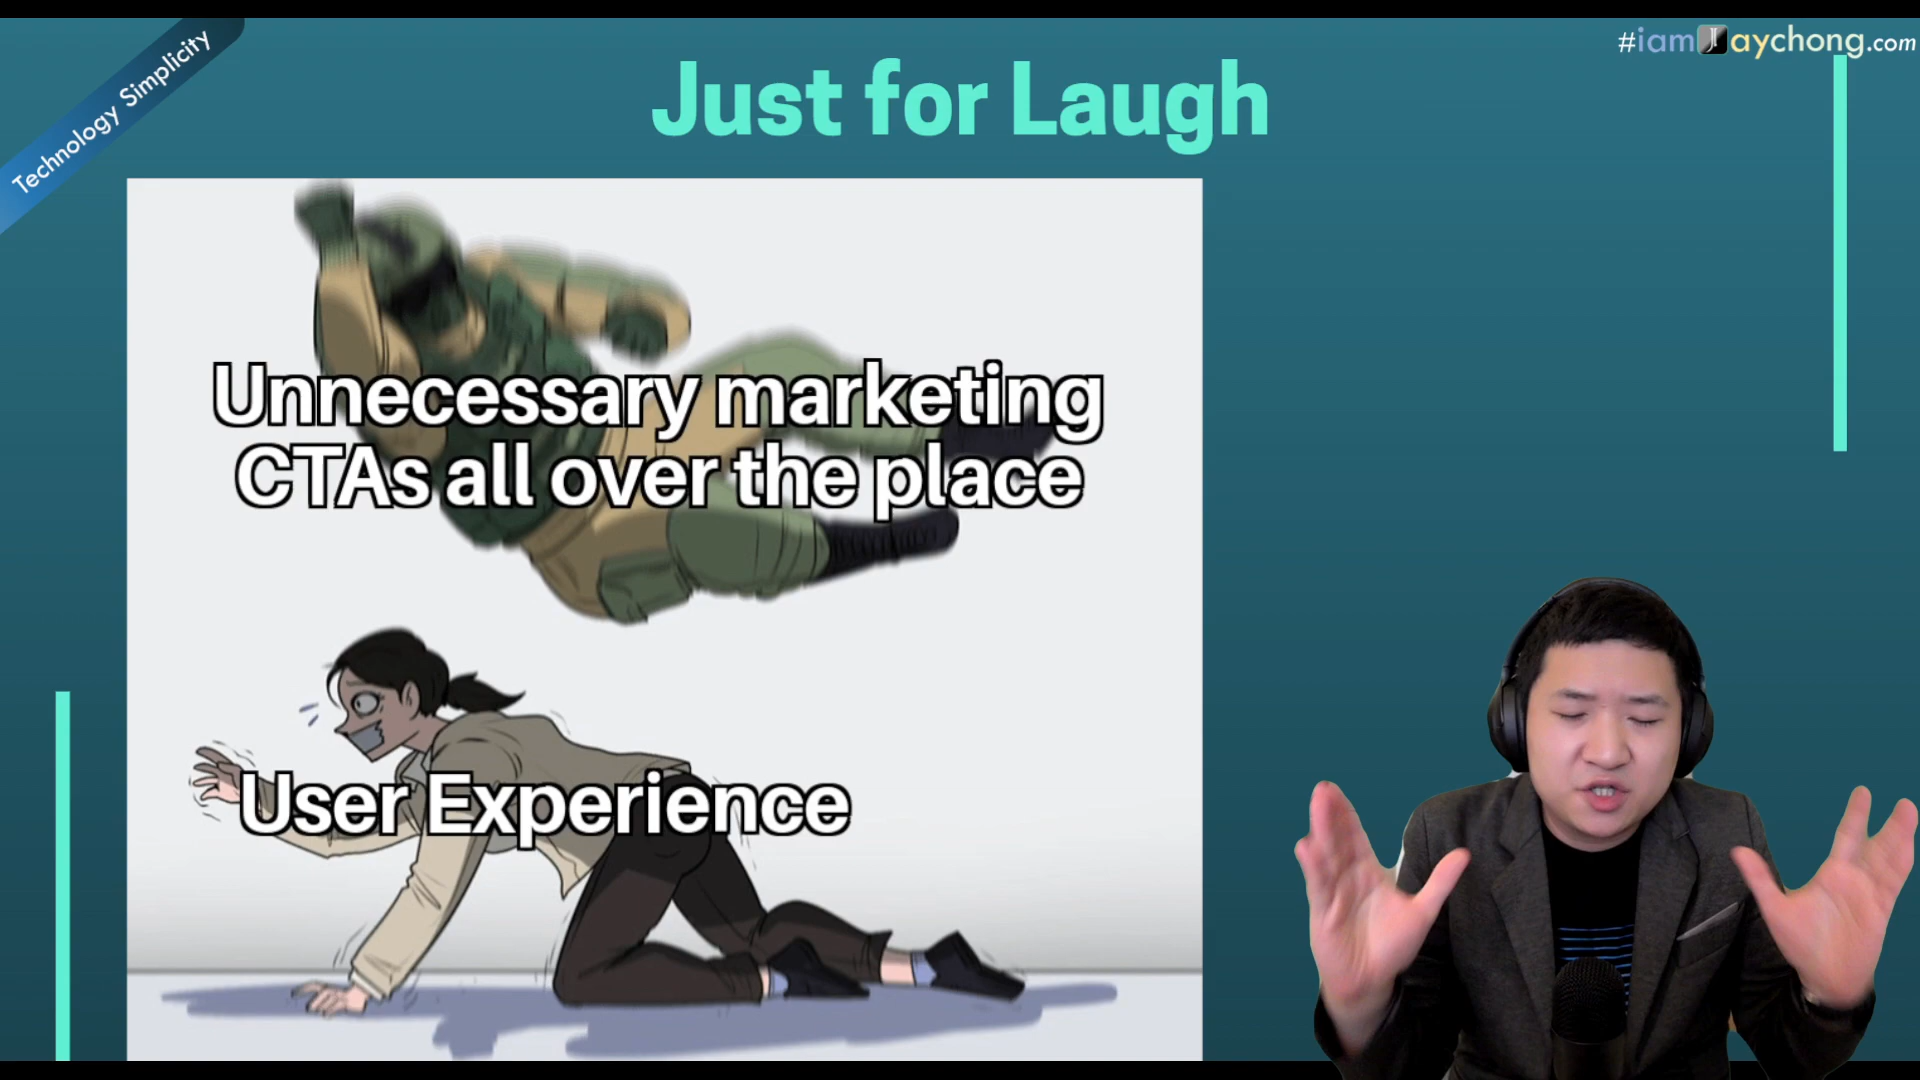 Technology Simplicity
#iamJaychong.com
Just for Laugh
Unnecessary marketing
CTAs all over the place
User Experience